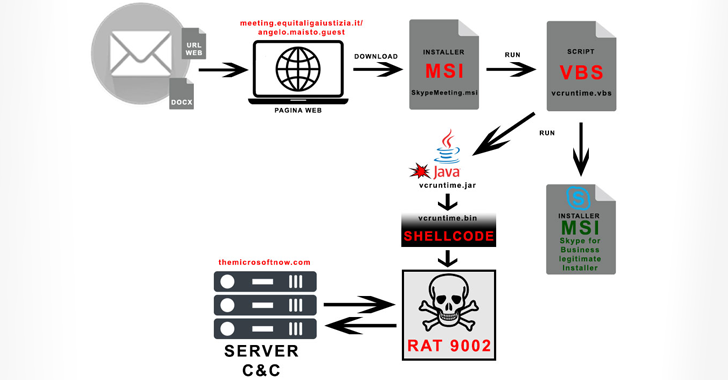 URL
WEB
DOCX
meeting.equitaligaiustizia.it/
angelo.maisto.guest
PAGINA WEB
DOWNLOAD
INSTALLER
MSI
SkypeMeeting.msi
RUN
SCRIPT
VBS
vcruntime.vbs
RUN
Java
vcruntime.jar
vcruntime.bin
SHELLCODE
S
INSTALLER
MSI
Skype for
Business
legitimate
Installer
themicrosoftnow.com
SERVER
C&C
RAT 9002